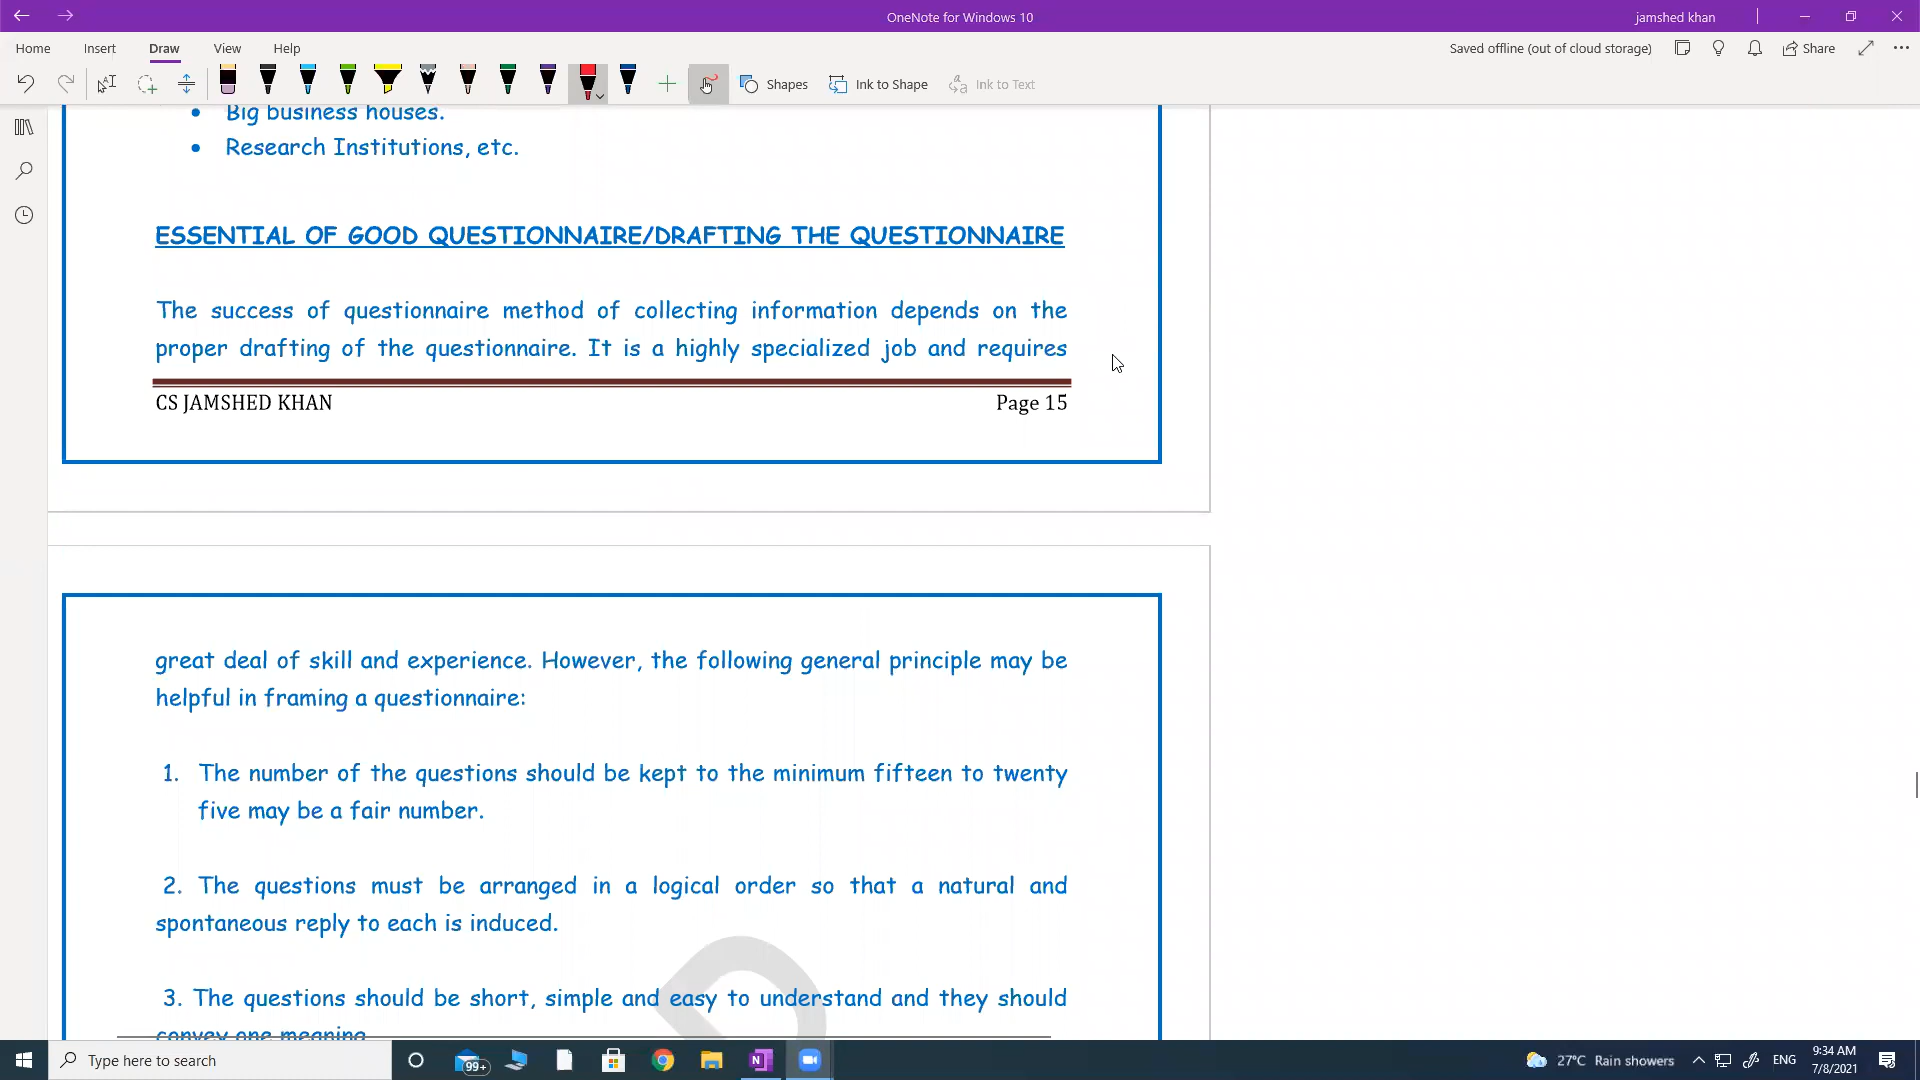 OneNote for Windows 10
jamshed khan
Home Insert Draw View Help
Saved offline (out of cloud storage)
Share
Shapes
Ink to Shape
Ink to Text
• Big business houses.
• Research Institutions, etc.
ESSENTIAL OF GOOD QUESTIONNAIRE/DRAFTING THE QUESTIONNAIRE
The success of questionnaire method of collecting information depends on the
proper drafting of the questionnaire. It is a highly specialized job and requires
CS JAMSHED KHAN Page 15
great deal of skill and experience. However, the following general principle may be
helpful in framing a questionnaire:
1. The number of the questions should be kept to the minimum fifteen to twenty
five may be a fair number.
2. The questions must be arranged in a logical order so that a natural and
spontaneous reply to each is induced.
3. The questions should be short, simple and easy to understand and they should
convey one meaning
D
Type here to search
99+
27°C Rain showers
ENG
9:34 AM
7/8/2021